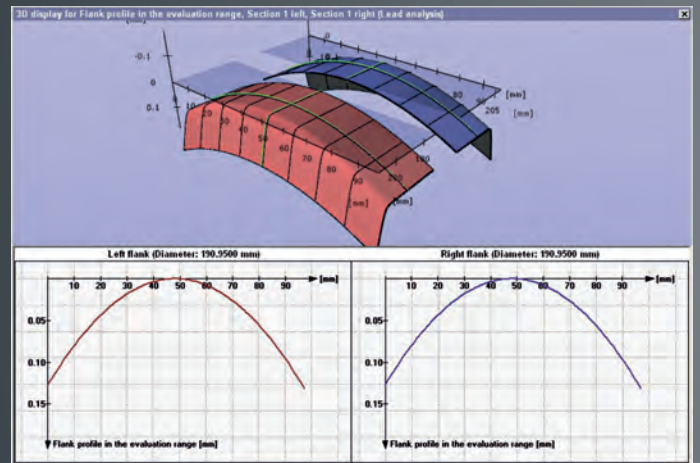 3D display for Flank profile in the evaluation range, Section 1 left, Section 1 right (Lead analysis)
-0.1
0
0.1
0
10
20
30
40
50
60
70
80
90
200
190
[mm]
[mm]
0
80
90
205
[mm]
[mm]
Left flank (Diameter: 190.9500 mm)
10 20 30 40 50 60 70 80 90 [mm]
0.05
0.10
0.15
Flank profile in the evaluation range [mm]
Right flank (Diameter: 190.9500 mm)
10 20 30 40 50 60 70 80 90 [mm]
0.05
0.10
0.15
Flank profile in the evaluation range [mm]